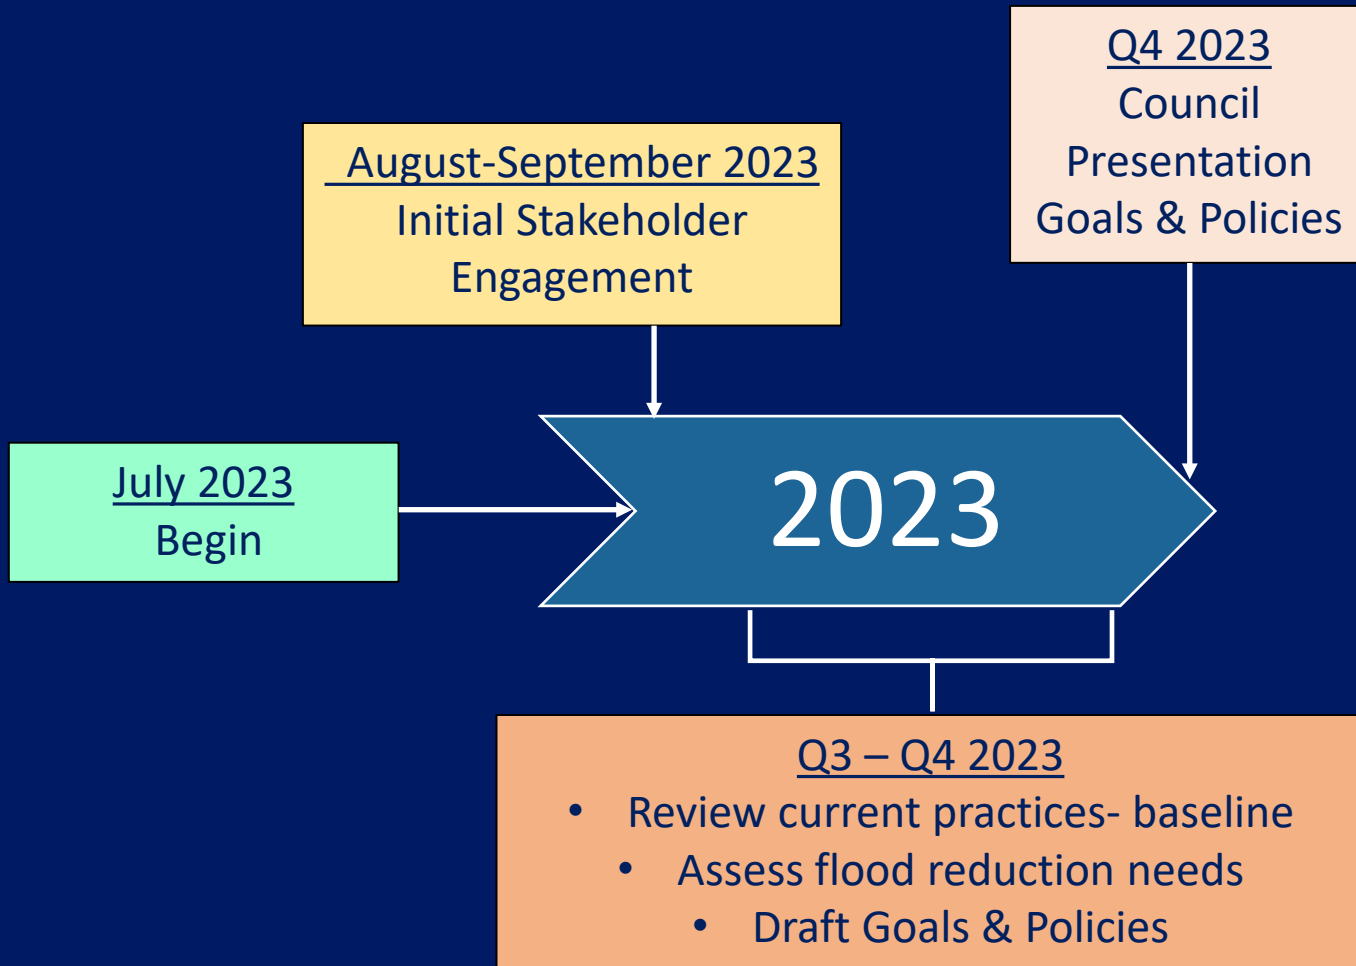 Q4 2023
Council
Presentation
Goals & Policies
August-September 2023
Initial Stakeholder
Engagement
July 2023
Begin
2023
Q3 – Q4 2023
• Review current practices- baseline
• Assess flood reduction needs
• Draft Goals & Policies